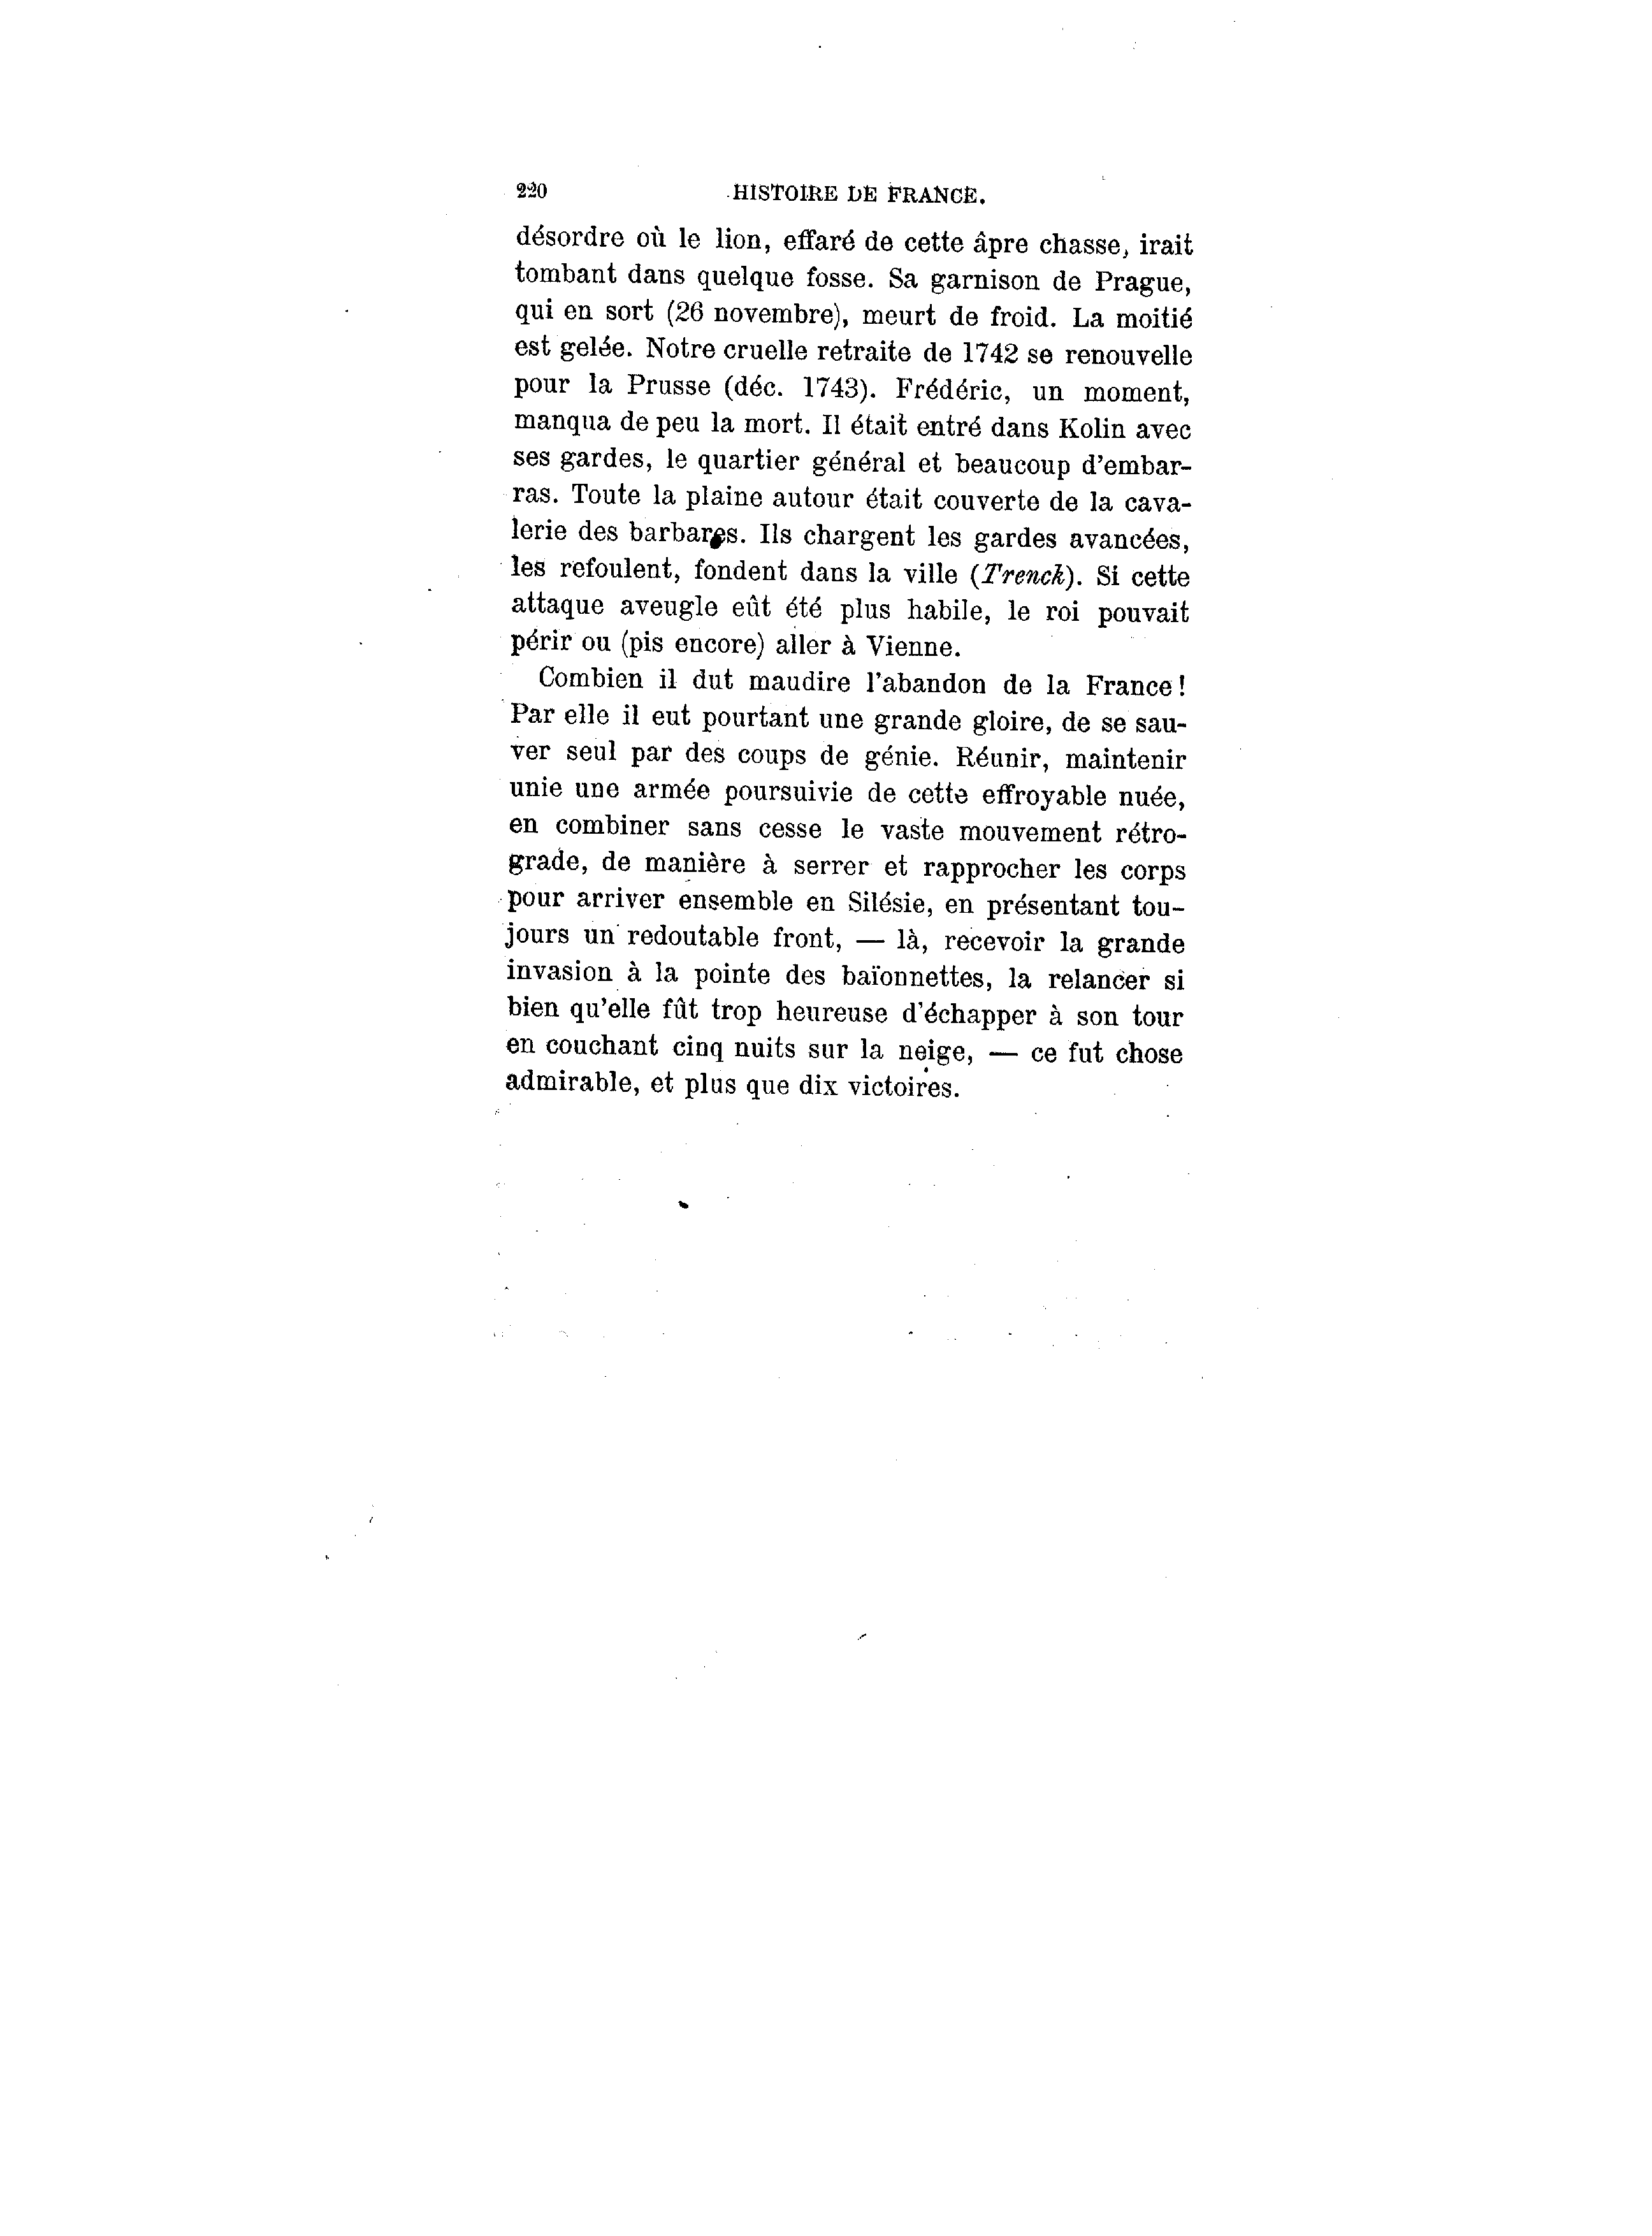 220 HISTOIRE DE FRANCE.
désordre où le lion, effaré de cette âpre chasse, irait
tombant dans quelque fosse. Sa garnison de Prague,
qui en sort (26 novembre), meurt de froid. La moitié
est gelée. Notre cruelle retraite de 1742 se renouvelle
pour la Prusse (déc. 1743). Frédéric, un moment,
manqua de peu la mort. Il était entré dans Kolin avec
ses gardes, le quartier général et beaucoup d'embar-
ras. Toute la plaine autour était couverte de la cava-
lerie des barbares. Ils chargent les gardes avancées,
les refoulent, fondent dans la ville (Trenck). Si cette
attaque aveugle eût été plus habile, le roi pouvait
périr ou (pis encore) aller à Vienne.
Combien il dut maudire l'abandon de la France!
Par elle il eut pourtant une grande gloire, de se sau-
ver seul par des coups de génie. Réunir, maintenir
unie une armée poursuivie de cette effroyable nuée,
en combiner sans cesse le vaste mouvement rétro-
grade, de manière à serrer et rapprocher les corps
pour arriver ensemble en Silésie, en présentant tou-
jours un redoutable front, — là, recevoir la grande
invasion à la pointe des baïonnettes, la relancer si
bien qu'elle fût trop heureuse d'échapper à son tour
en couchant cinq nuits sur la neige, — ce fut chose
admirable, et plus que dix victoires.